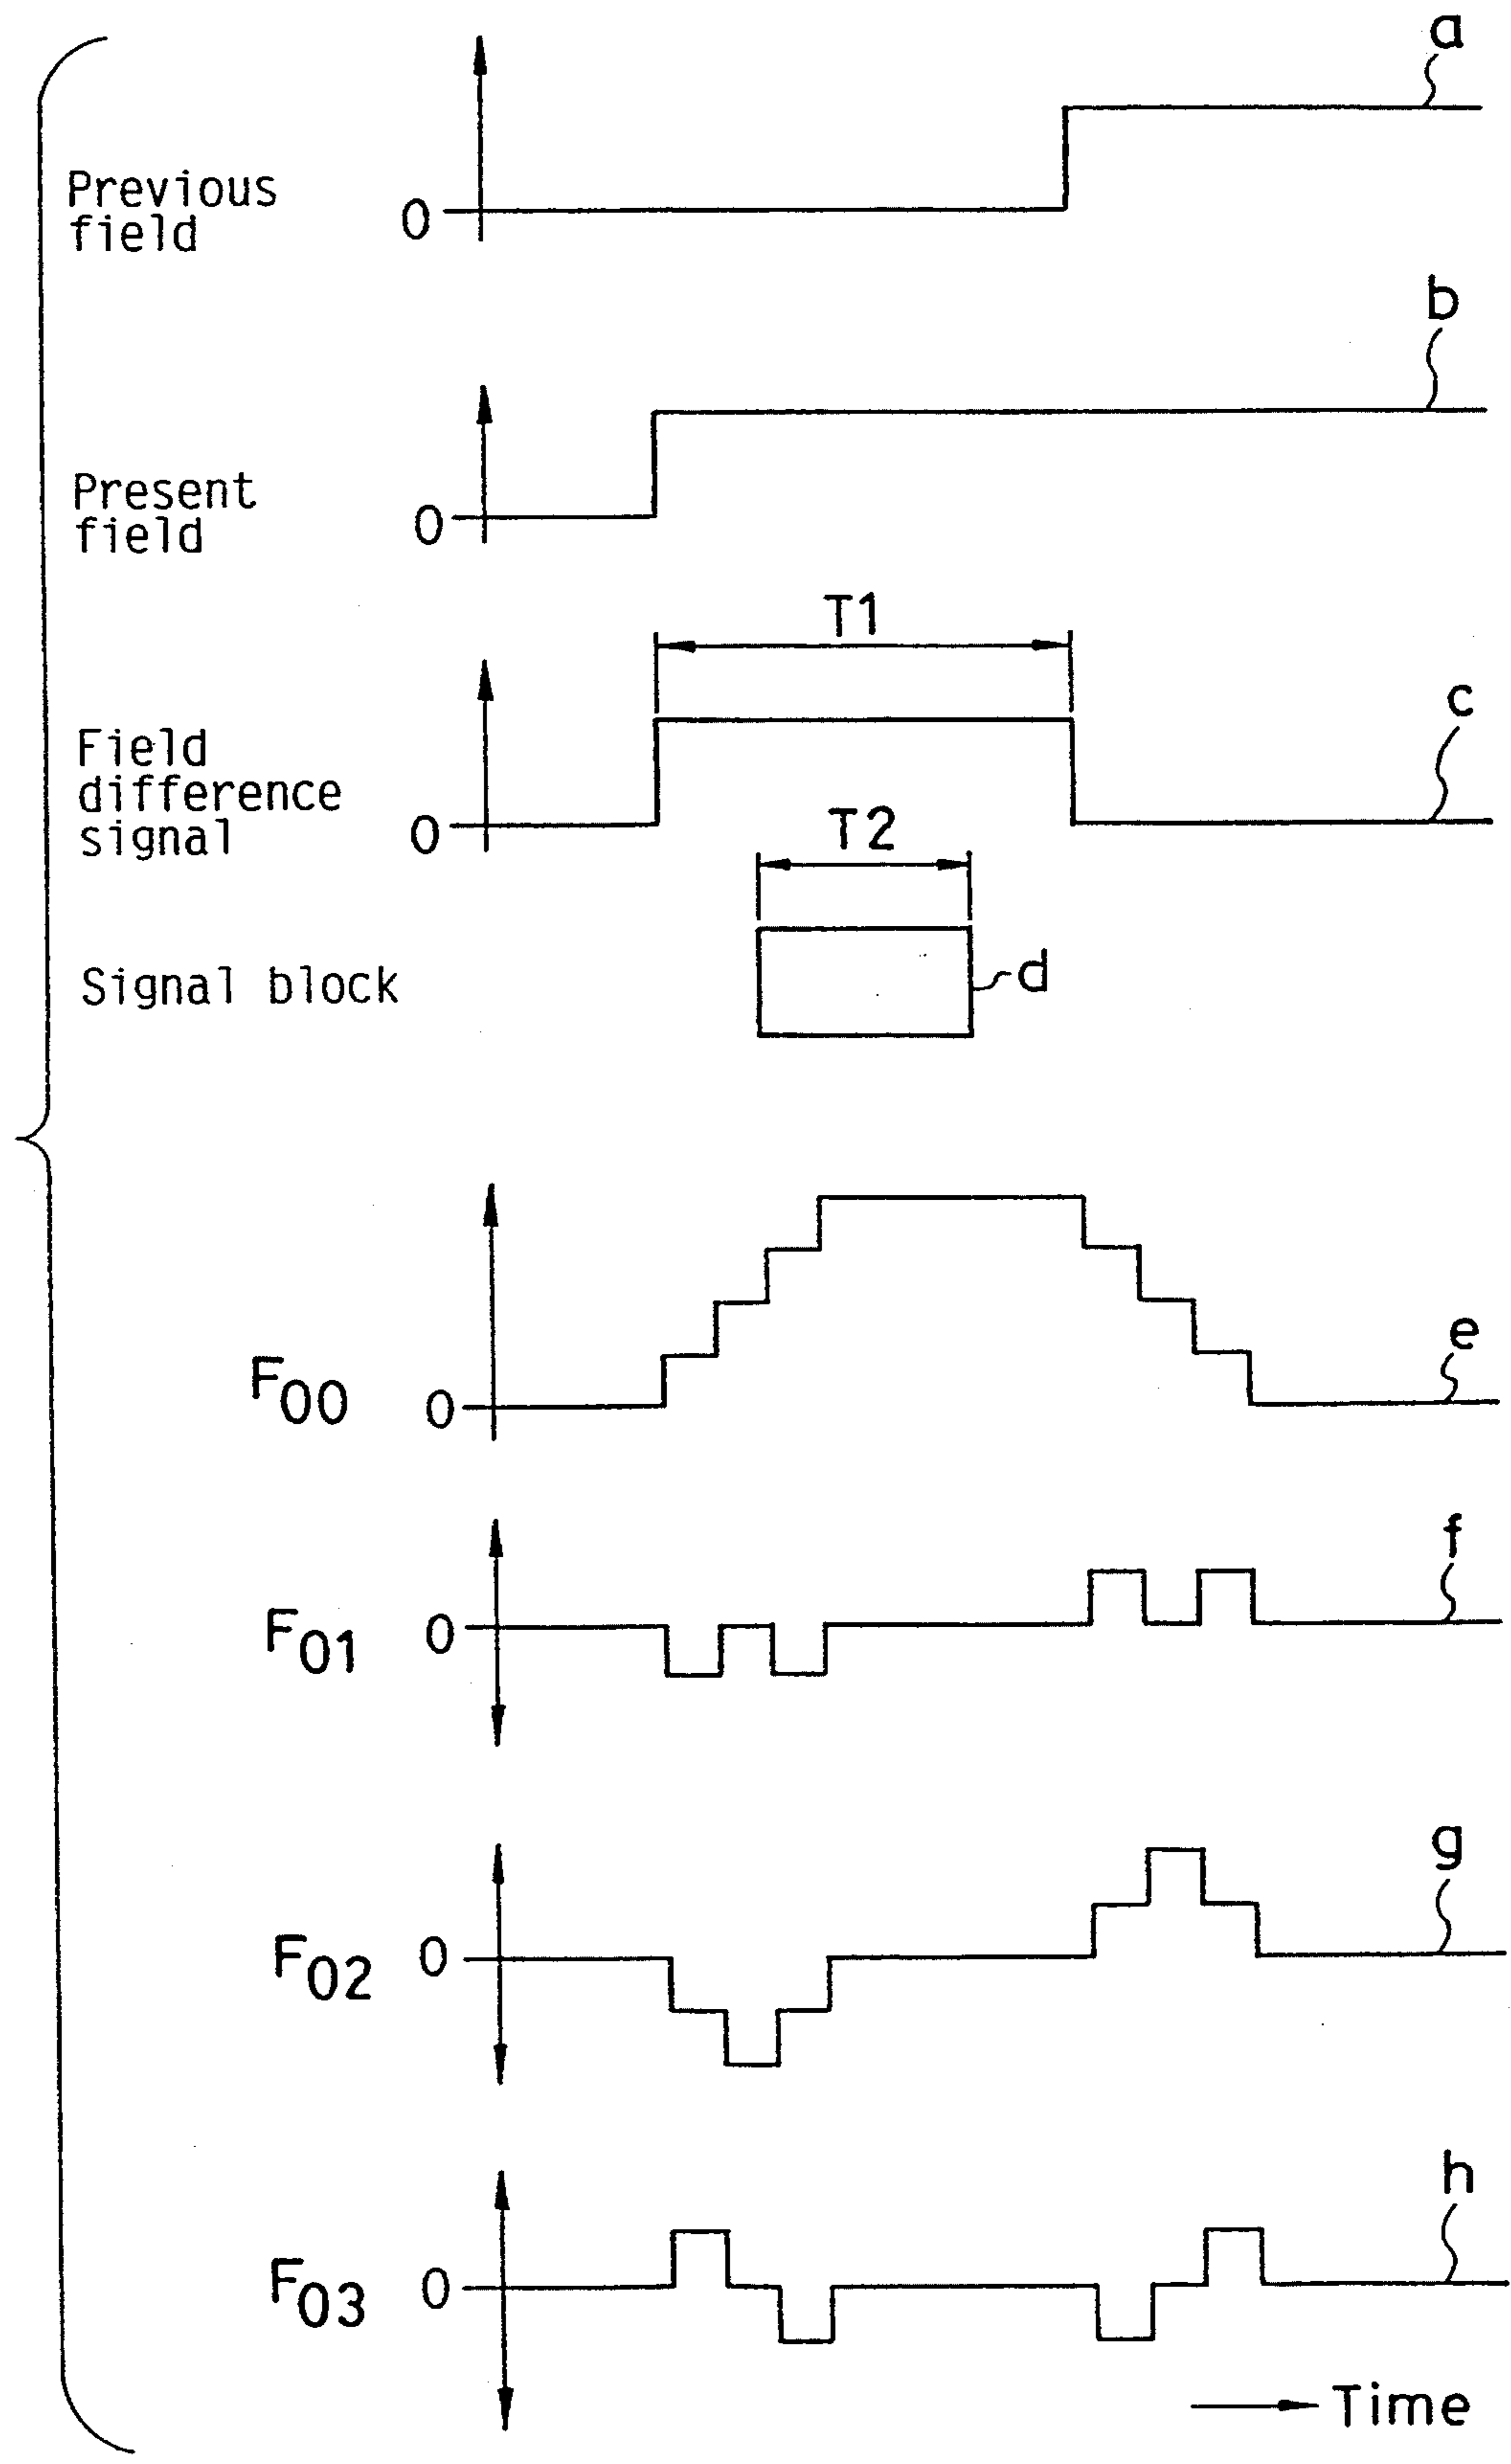 a
Previous
field
0
b
Present
field
0
T1
c
Field
difference
signal
0
T2
Signal block
d
e
F00
0
f
F01
0
g
F02
0
h
F03
0
Time